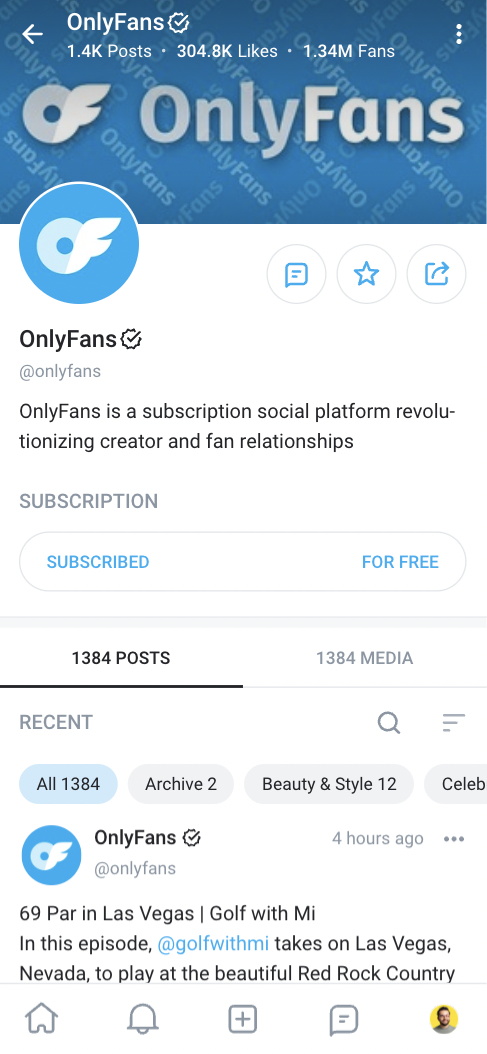 OnlyFans
1.4K Posts · 304.8K Likes · 1.34M Fans
OnlyFans
OnlyFans
@onlyfans
OnlyFans is a subscription social platform revolu-
tionizing creator and fan relationships
SUBSCRIPTION
SUBSCRIBED FOR FREE
1384 POSTS 1384 MEDIA
RECENT
All 1384 Archive 2 Beauty & Style 12 Celeb
OnlyFans 4 hours ago
@onlyfans
69 Par in Las Vegas | Golf with Mi
In this episode, @golfwithmi takes on Las Vegas,
Nevada, to play at the beautiful Red Rock Country